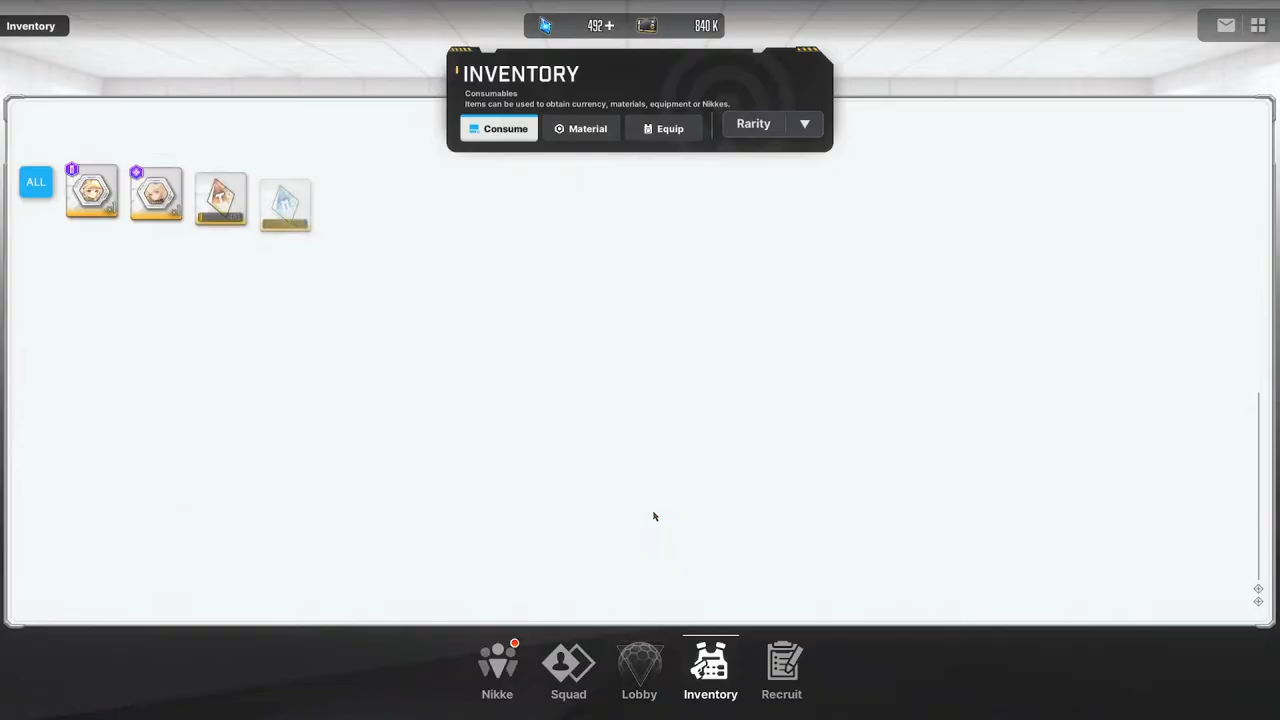 Inventory
492+
840 K
INVENTORY
Consumables
Items can be used to obtain currency, materials, equipment or Nikkes.
Consume
Material
Equip
Rarity
ALL
Nikke
Squad
Lobby
Inventory
Recruit